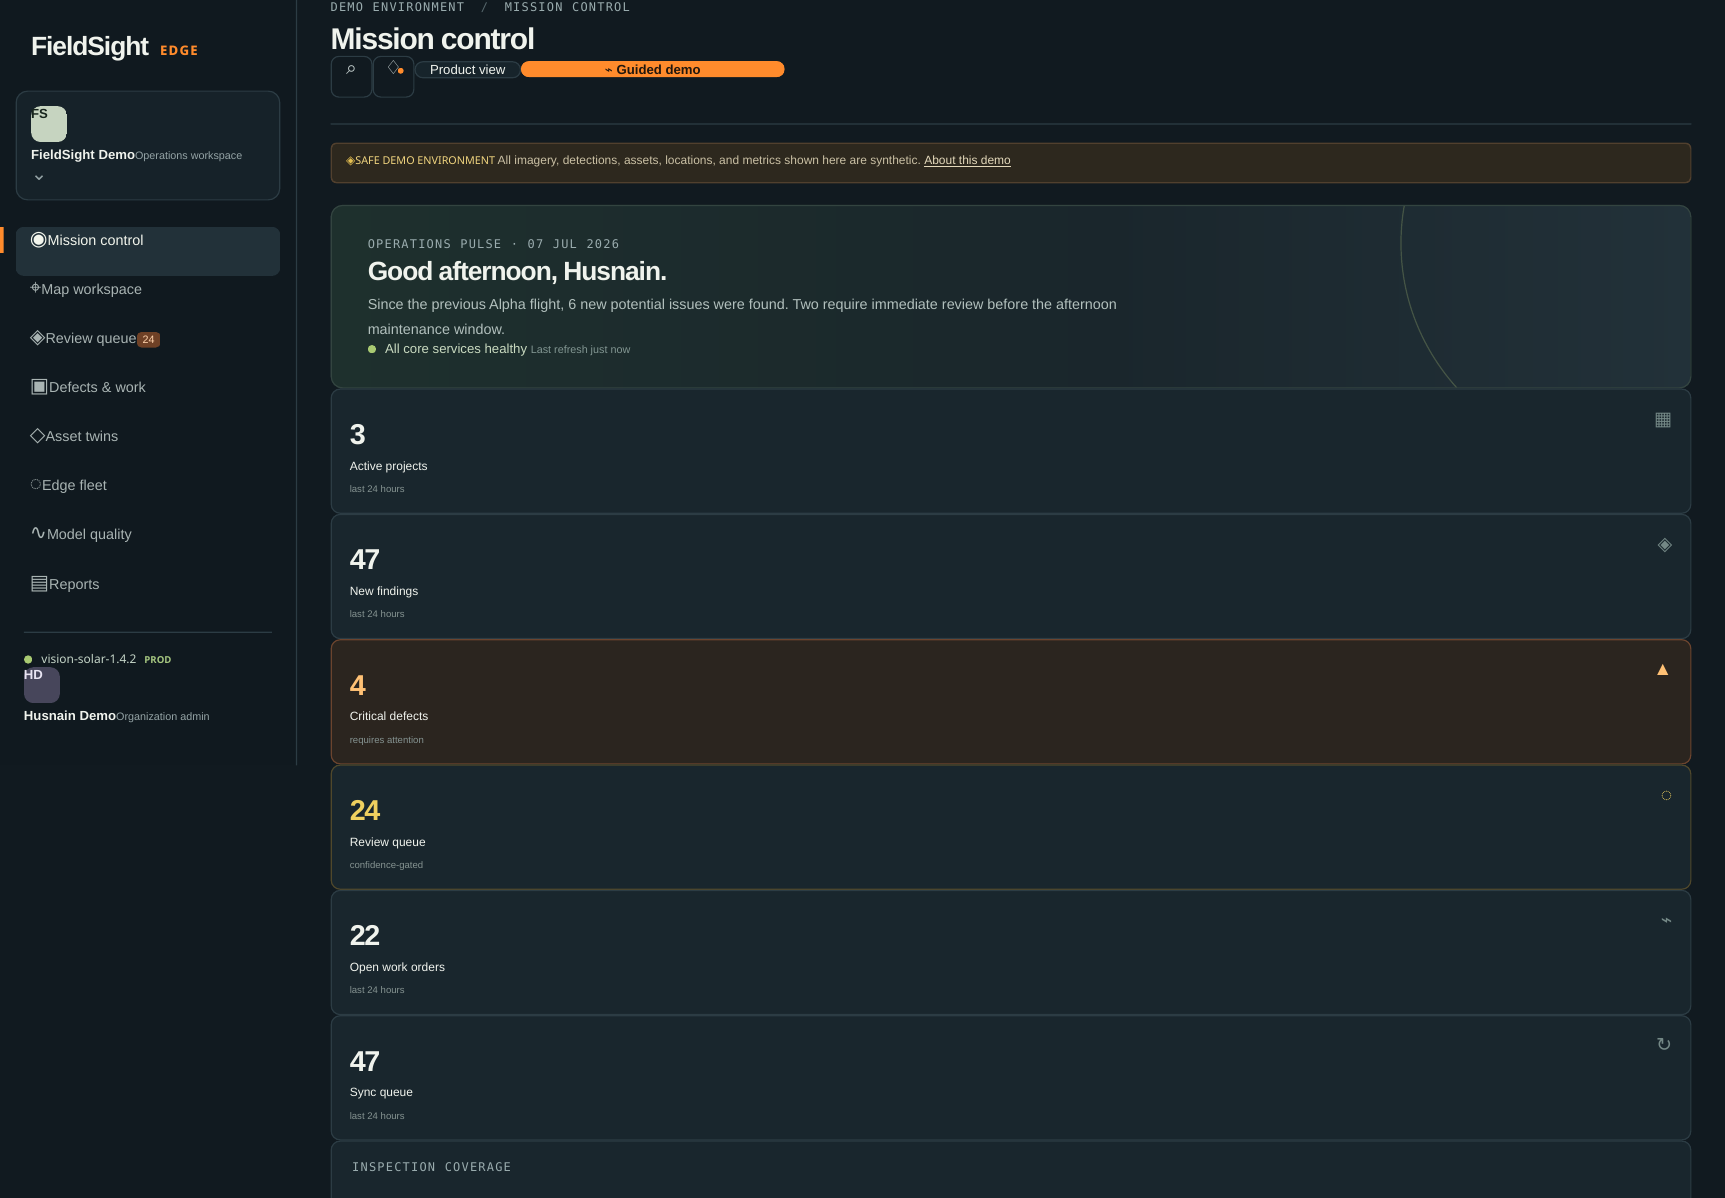 FieldSight EDGE
FS
FieldSight Demo Operations workspace
Mission control
Map workspace
Review queue 24
Defects & work
Asset twins
Edge fleet
Model quality
Reports
vision-solar-1.4.2 PROD
HD
Husnain Demo Organization admin
DEMO ENVIRONMENT / MISSION CONTROL
Mission control
Product view
Guided demo
SAFE DEMO ENVIRONMENT All imagery, detections, assets, locations, and metrics shown here are synthetic. About this demo
OPERATIONS PULSE · 07 JUL 2026
Good afternoon, Husnain.
Since the previous Alpha flight, 6 new potential issues were found. Two require immediate review before the afternoon
maintenance window.
All core services healthy Last refresh just now
3
Active projects
last 24 hours
47
New findings
last 24 hours
4
Critical defects
requires attention
24
Review queue
confidence-gated
22
Open work orders
last 24 hours
47
Sync queue
last 24 hours
INSPECTION COVERAGE